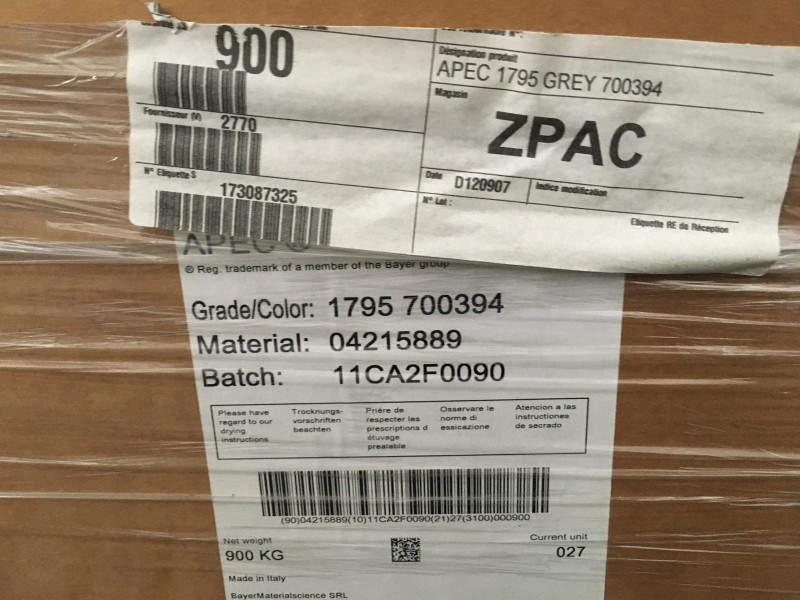 900
Désignation produit
APEC 1795 GREY 700394
Magasin
Fournisseur (V) 2770
ZPAC
N° Etiquette S
173087325
Date D120907 Indice modification
N° Lot :
Etiquette RE de Réception
APEC ®
® Reg. trademark of a member of the Bayer group
Grade/Color: 1795 700394
Material: 04215889
Batch: 11CA2F0090
Please have regard to our drying instructions
Trocknungs-vorschriften beachten
Prière de respecter les prescriptions d étuvage prealable
Osservare le norme di essicazione
Atencion a las instructiones de secrado
(90)04215889(10)11CA2F0090(21)27(3100)000900
Net weight
900 KG
Current unit
027
Made in Italy
BayerMaterialscience SRL